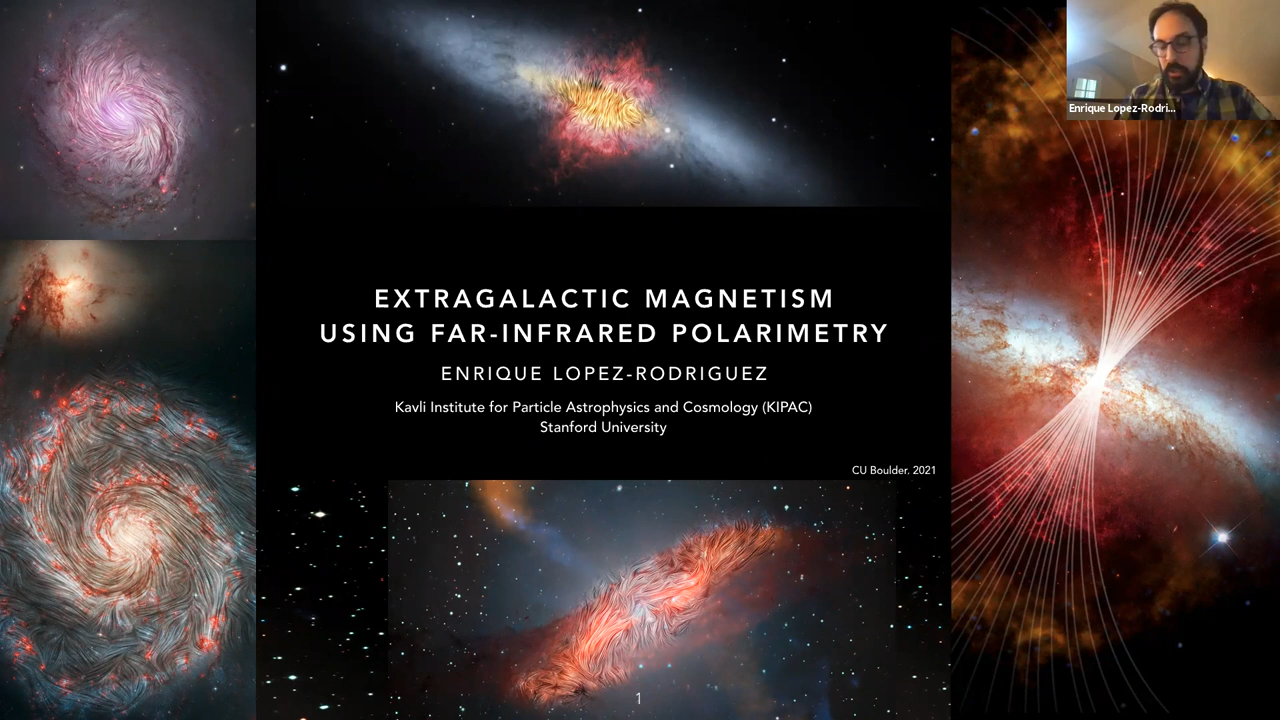 Enrique Lopez-Rodri...
EXTRAGALACTIC MAGNETISM
USING FAR-INFRARED POLARIMETRY
ENRIQUE LOPEZ-RODRIGUEZ
Kavli Institute for Particle Astrophysics and Cosmology (KIPAC)
Stanford University
CU Boulder. 2021
1